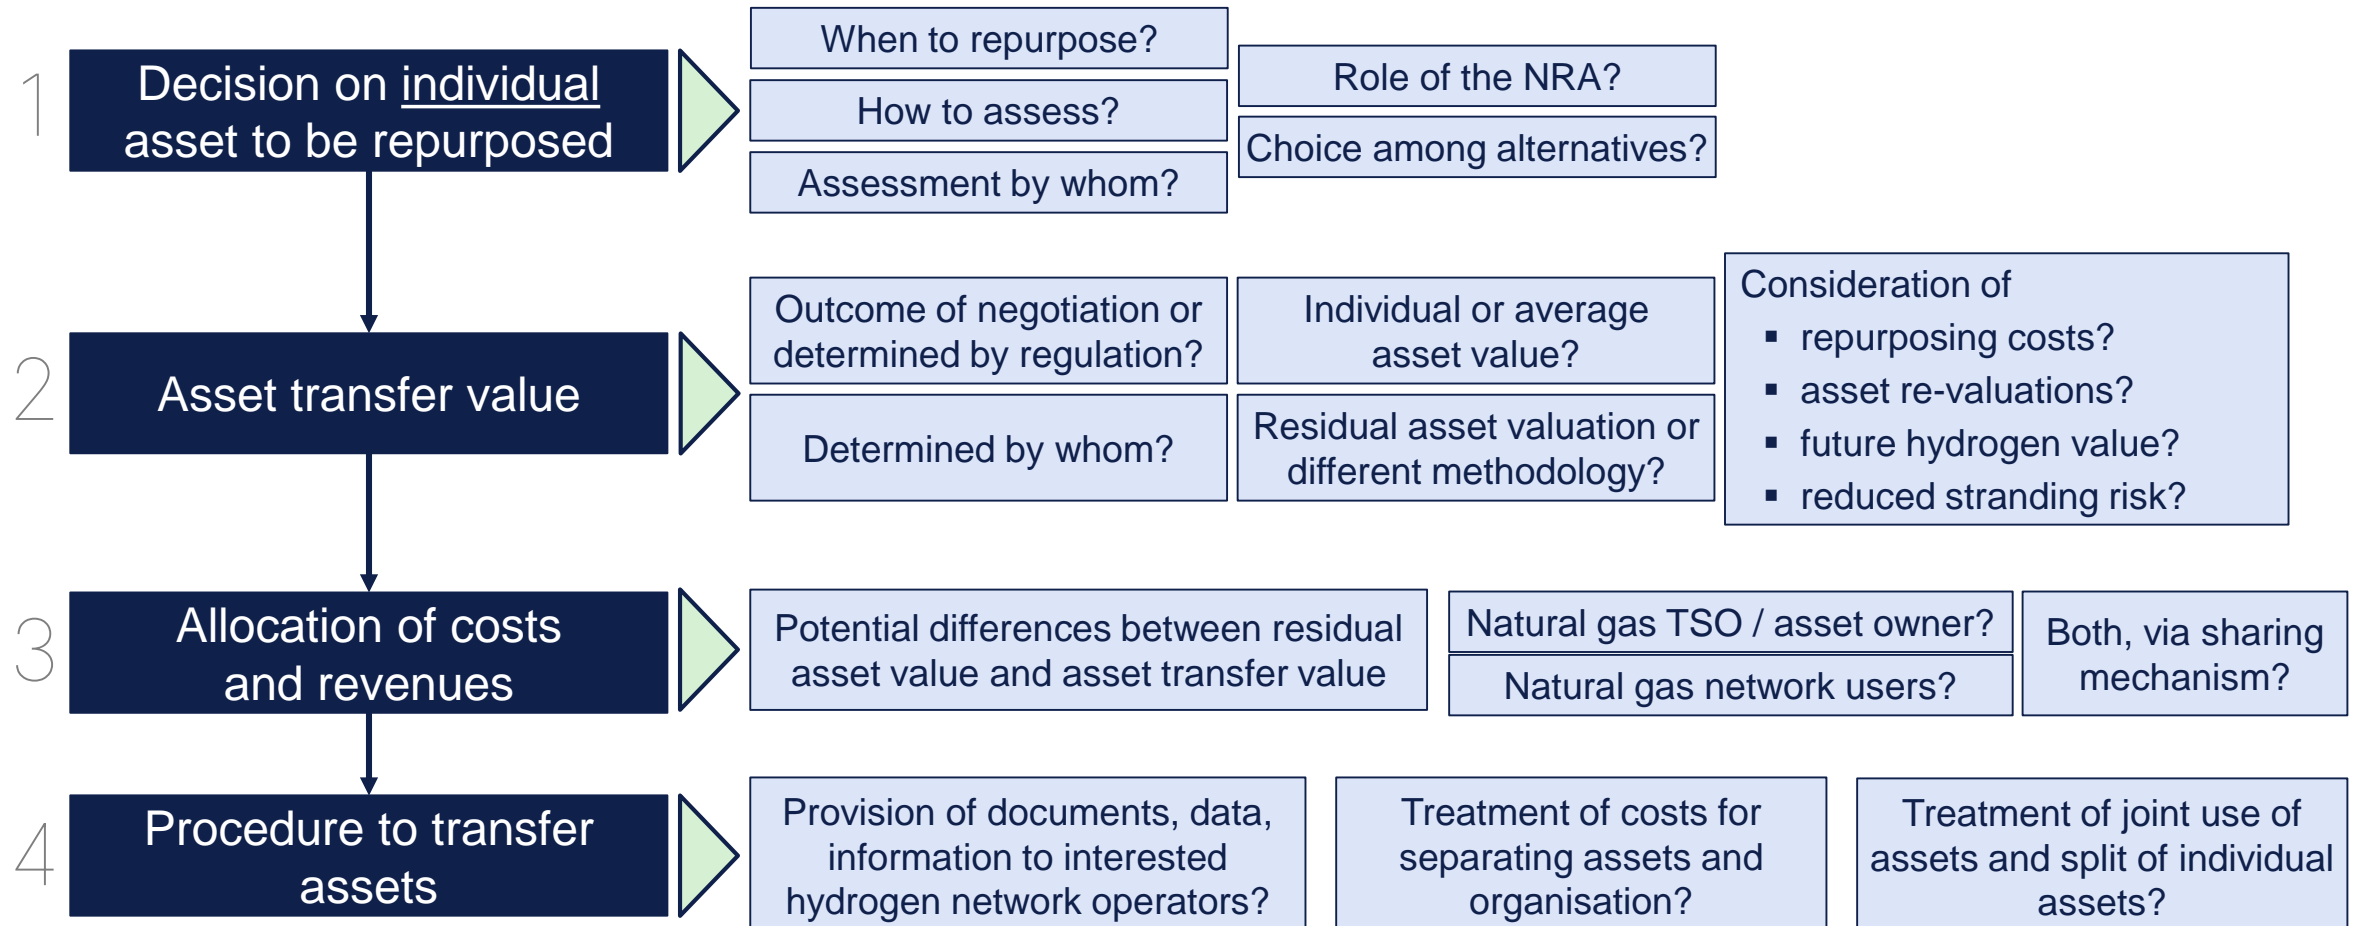 1
Decision on individual
asset to be repurposed
When to repurpose?
How to assess?
Assessment by whom?
Role of the NRA?
Choice among alternatives?
2
Asset transfer value
Outcome of negotiation or
determined by regulation?
Individual or average
asset value?
Determined by whom?
Residual asset valuation or
different methodology?
Consideration of
▪ repurposing costs?
▪ asset re-valuations?
▪ future hydrogen value?
▪ reduced stranding risk?
3
Allocation of costs
and revenues
Potential differences between residual
asset value and asset transfer value
Natural gas TSO / asset owner?
Natural gas network users?
Both, via sharing
mechanism?
4
Procedure to transfer
assets
Provision of documents, data,
information to interested
hydrogen network operators?
Treatment of costs for
separating assets and
organisation?
Treatment of joint use of
assets and split of individual
assets?